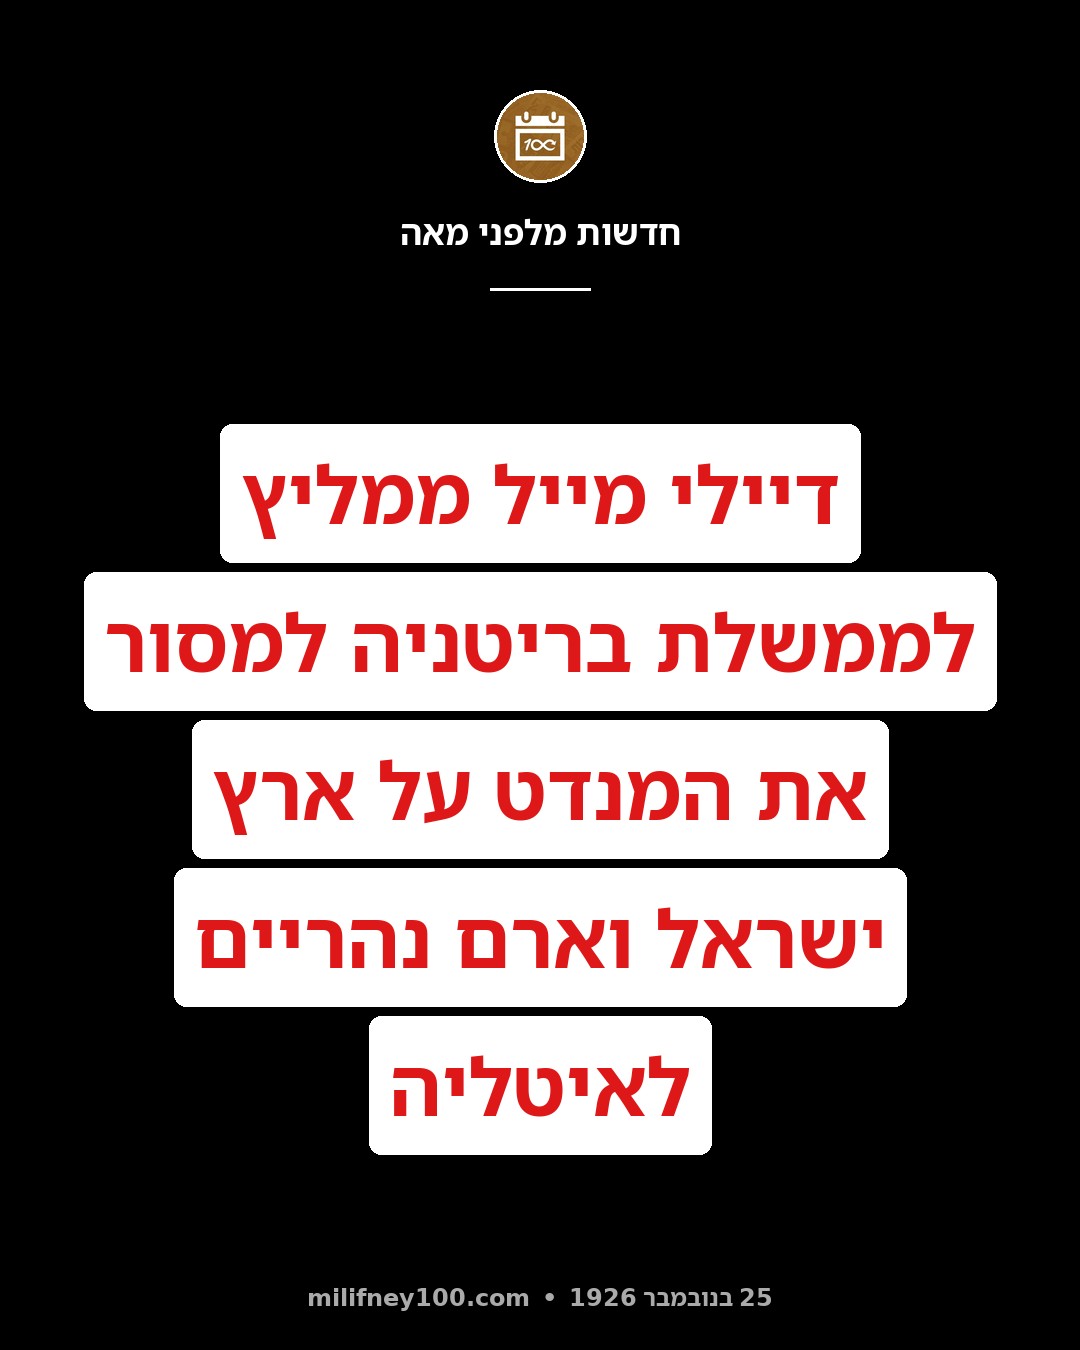 100
חדשות מלפני מאה
דיילי מייל ממליץ
לממשלת בריטניה למסור
את המנדט על ארץ
ישראל וארם נהריים
לאיטליה
25 בנובמבר 1926 • milifney100.com